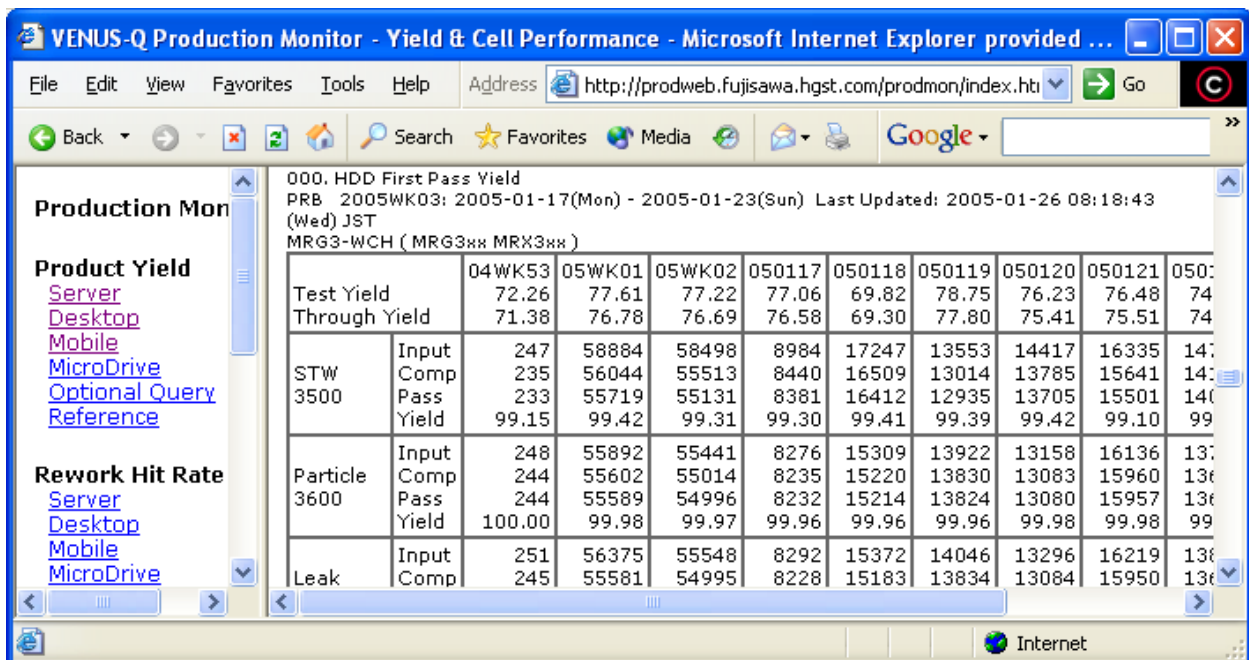 VENUS-Q Production Monitor - Yield & Cell Performance - Microsoft Internet Explorer provided ...
File Edit View Favorites Tools Help Address http://prodweb.fujisawa.hgst.com/prodmon/index.ht Go
Back Search Favorites Media Google
Production Mon
Product Yield
Server
Desktop
Mobile
MicroDrive
Optional Query
Reference
Rework Hit Rate
Server
Desktop
Mobile
MicroDrive
000. HDD First Pass Yield
PRB 2005WK03: 2005-01-17(Mon) - 2005-01-23(Sun) Last Updated: 2005-01-26 08:18:43
(Wed) JST
MRG3-WCH ( MRG3xx MRX3xx )
04WK53 05WK01 05WK02 050117 050118 050119 050120 050121
Test Yield 72.26 77.61 77.22 77.06 69.82 78.75 76.23 76.48 74
Through Yield 71.38 76.78 76.69 76.58 69.30 77.80 75.41 75.51 74
STW 3500
Input 247 58884 58498 8984 17247 13553 14417 16335
Comp 235 56044 55513 8440 16509 13014 13785 15641
Pass 233 55719 55131 8381 16412 12935 13705 15501
Yield 99.15 99.42 99.31 99.30 99.41 99.39 99.42 99.10 99
Particle 3600
Input 248 55892 55441 8276 15309 13922 13158 16136
Comp 244 55602 55014 8235 15220 13830 13083 15960
Pass 244 55589 54996 8232 15214 13824 13080 15957
Yield 100.00 99.98 99.97 99.96 99.96 99.96 99.98 99.98 99
Leak
Input 251 56375 55548 8292 15372 14046 13296 16219
Comp 245 55581 54995 8228 15183 13834 13084 15950
Internet